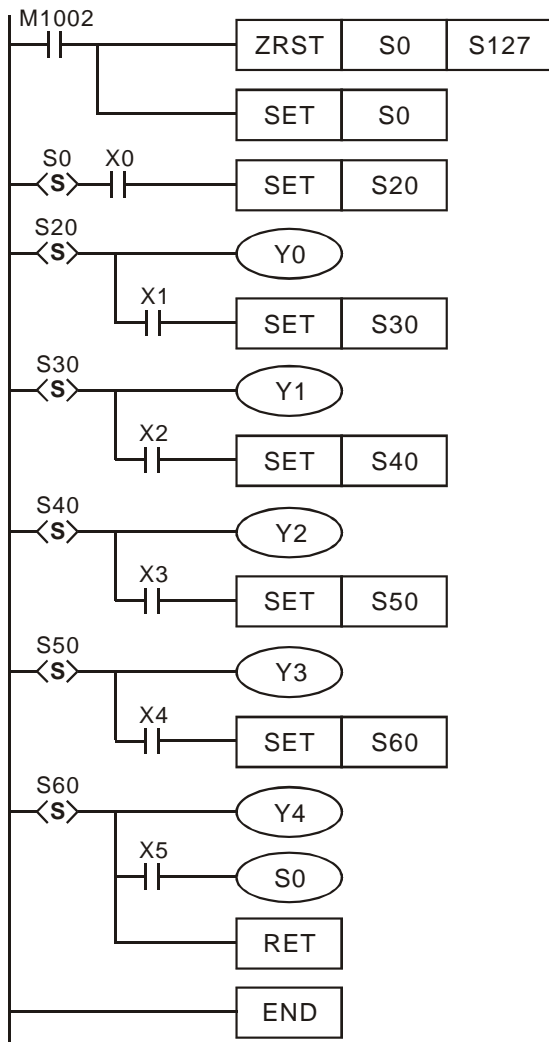 M1002
ZRST S0 S127
SET S0
S0 X0
S SET S20
S20
S Y0
X1
SET S30
S30
S Y1
X2
SET S40
S40
S Y2
X3
SET S50
S50
S Y3
X4
SET S60
S60
S Y4
X5
S0
RET
END